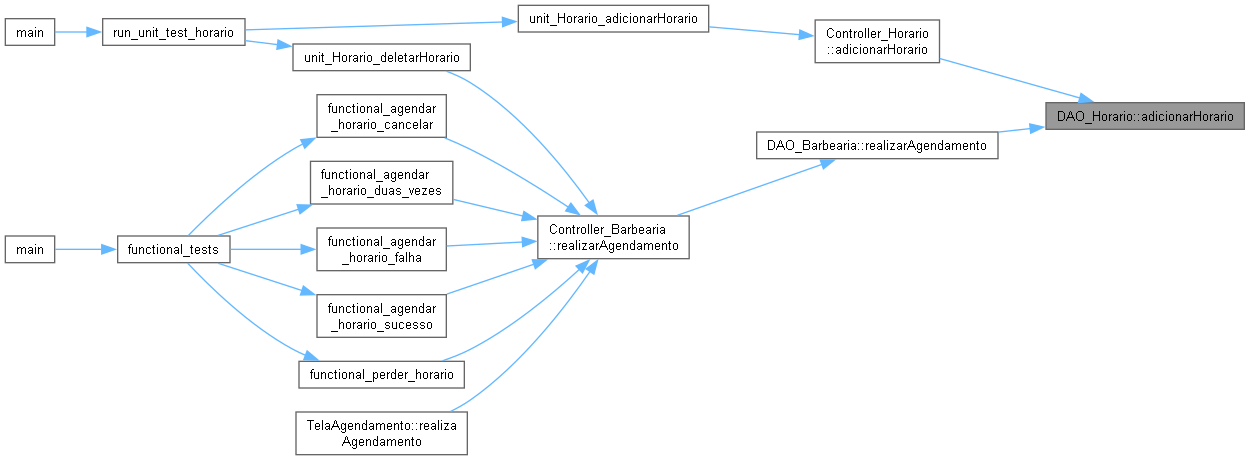 main
run_unit_test_horario
unit_Horario_adicionarHorario
Controller_Horario
::adicionarHorario
unit_Horario_deletarHorario
functional_agendar
_horario_cancelar
DAO_Horario::adicionarHorario
DAO_Barbearia::realizarAgendamento
functional_agendar
_horario_duas_vezes
Controller_Barbearia
::realizarAgendamento
main
functional_tests
functional_agendar
_horario_falha
functional_agendar
_horario_sucesso
functional_perder_horario
TelaAgendamento::realiza
Agendamento